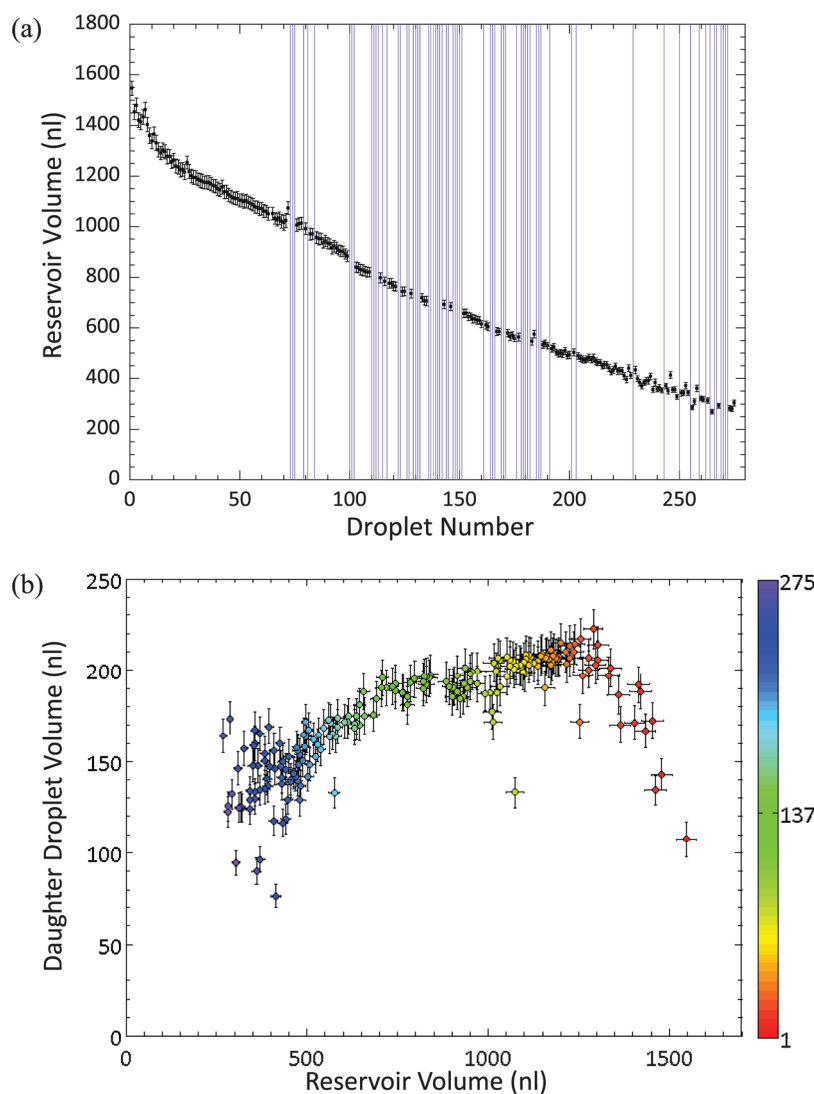 (a)
1800
1600
1400
1200
1000
800
600
400
200
0
Reservoir Volume (nl)
0 50 100 150 200 250
Droplet Number
(b)
250
200
150
100
50
0
Daughter Droplet Volume (nl)
0 500 1000 1500
Reservoir Volume (nl)
275
137
1